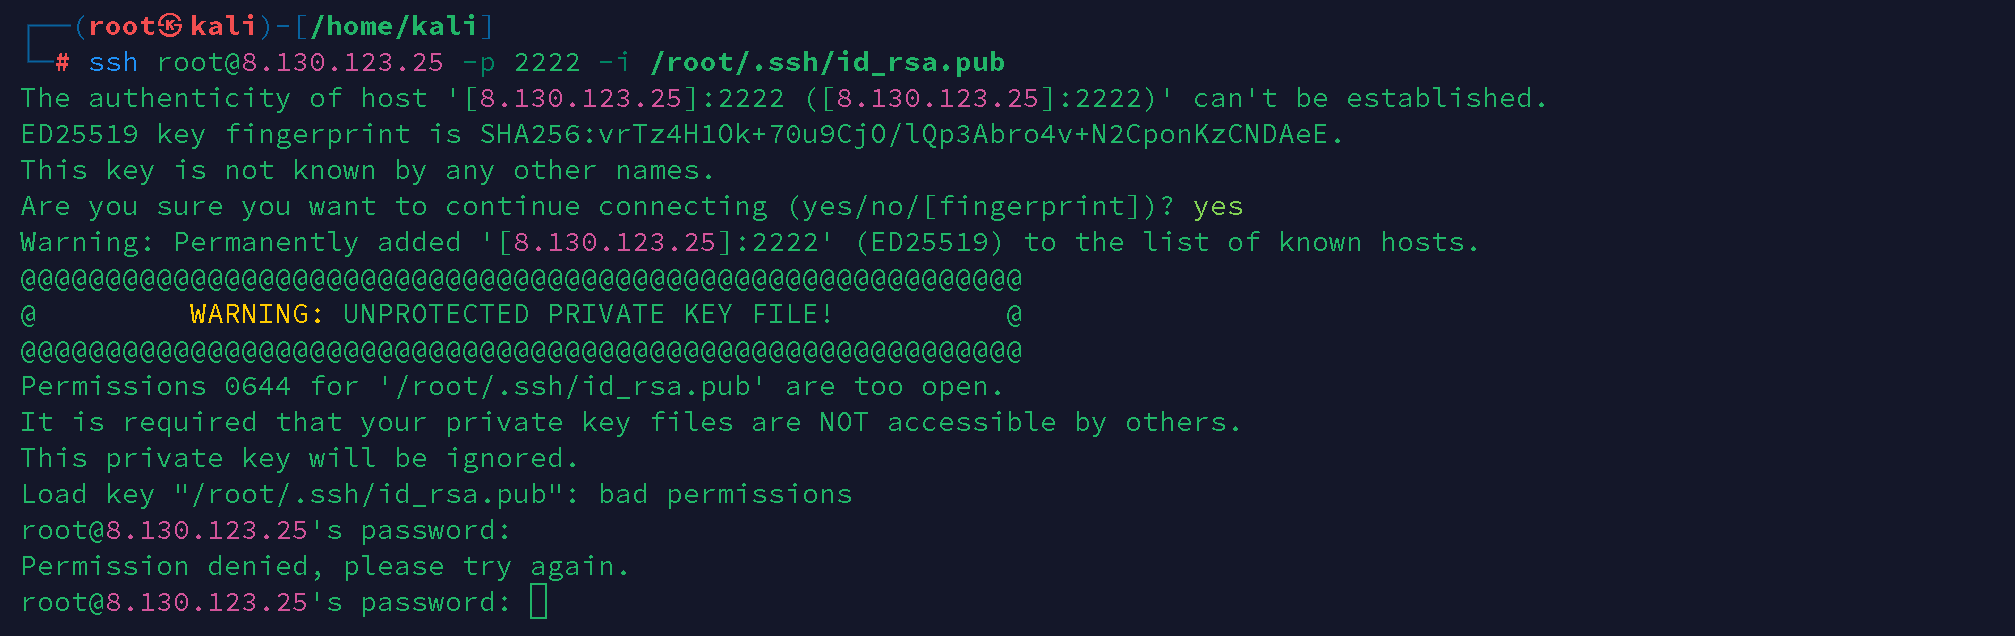 ┌──(root㉿kali)-[/home/kali]
└─# ssh root@8.130.123.25 -p 2222 -i /root/.ssh/id_rsa.pub
The authenticity of host '[8.130.123.25]:2222 ([8.130.123.25]:2222)' can't be established.
ED25519 key fingerprint is SHA256:vrTz4H1Ok+70u9CjO/lQp3Abro4v+N2CponKzCNDAeE.
This key is not known by any other names.
Are you sure you want to continue connecting (yes/no/[fingerprint])? yes
Warning: Permanently added '[8.130.123.25]:2222' (ED25519) to the list of known hosts.
@@@@@@@@@@@@@@@@@@@@@@@@@@@@@@@@@@@@@@@@@@@@@@@@@@@@@@@@@@@
@         WARNING: UNPROTECTED PRIVATE KEY FILE!          @
@@@@@@@@@@@@@@@@@@@@@@@@@@@@@@@@@@@@@@@@@@@@@@@@@@@@@@@@@@@
Permissions 0644 for '/root/.ssh/id_rsa.pub' are too open.
It is required that your private key files are NOT accessible by others.
This private key will be ignored.
Load key "/root/.ssh/id_rsa.pub": bad permissions
root@8.130.123.25's password:
Permission denied, please try again.
root@8.130.123.25's password: